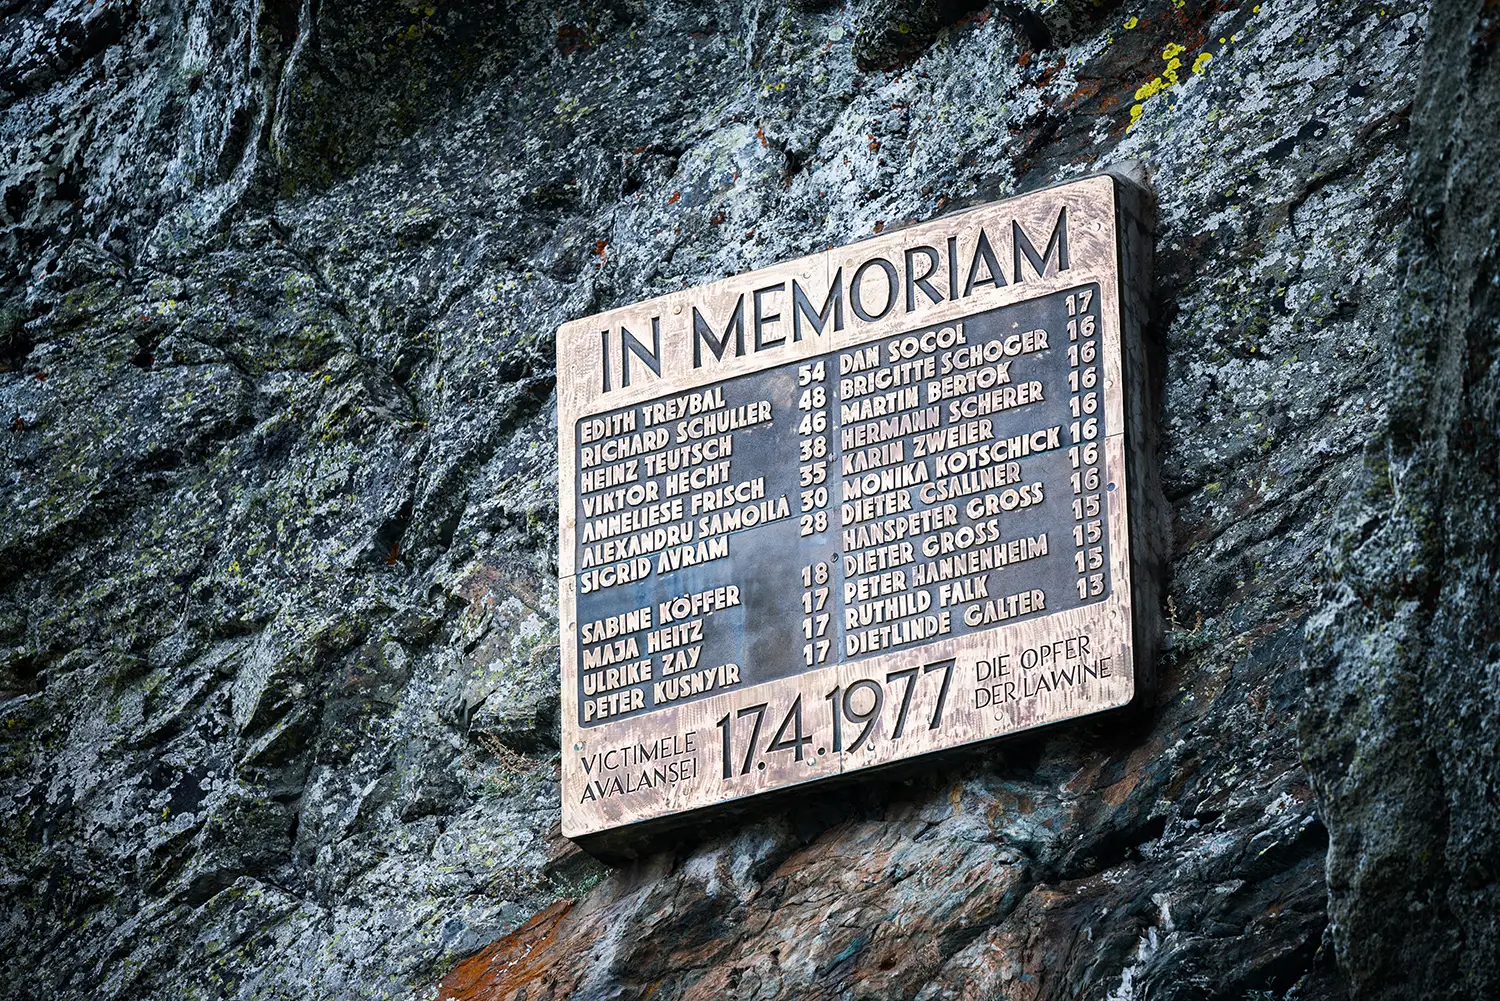 IN MEMORIAM
EDITH TREYBAL 54
RICHARD SCHULLER 48
HEINZ TEUTSCH 46
VIKTOR HECHT 38
ANNELIESE FRISCH 35
ALEXANDRU SAMOILĂ 30
SIGRID AVRAM 28
SABINE KÖFFER 18
MAJA HEITZ 17
ULRIKE ZAY 17
PETER KUSNYIR 17
DAN SOCOL 17
BRIGITTE SCHOGER 16
MARTIN BERTOK 16
HERMANN SCHERER 16
KARIN ZWEIER 16
MONIKA KOTSCHICK 16
DIETER CSALLNER 16
HANSPETER GROSS 16
DIETER GROSS 15
PETER HANNENHEIM 15
RUTHILD FALK 15
DIETLINDE GALTER 13
VICTIMELE
AVALANȘEI
17.4.1977
DIE OPFER
DER LAWINE